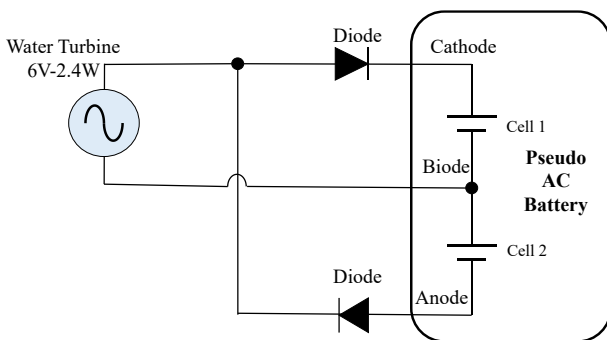 Water Turbine
6V-2.4W
Diode
Cathode
Cell 1
Biode
Pseudo
AC
Battery
Cell 2
Diode
Anode